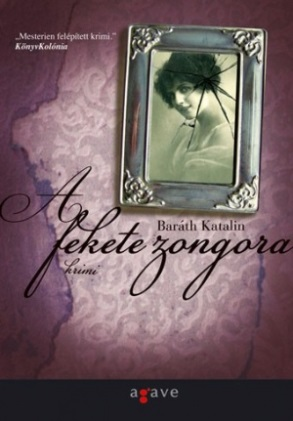 „Mesterien felépített krimi."
KönyvKolónia
Baráth Katalin
A fekete zongora
krimi
agave